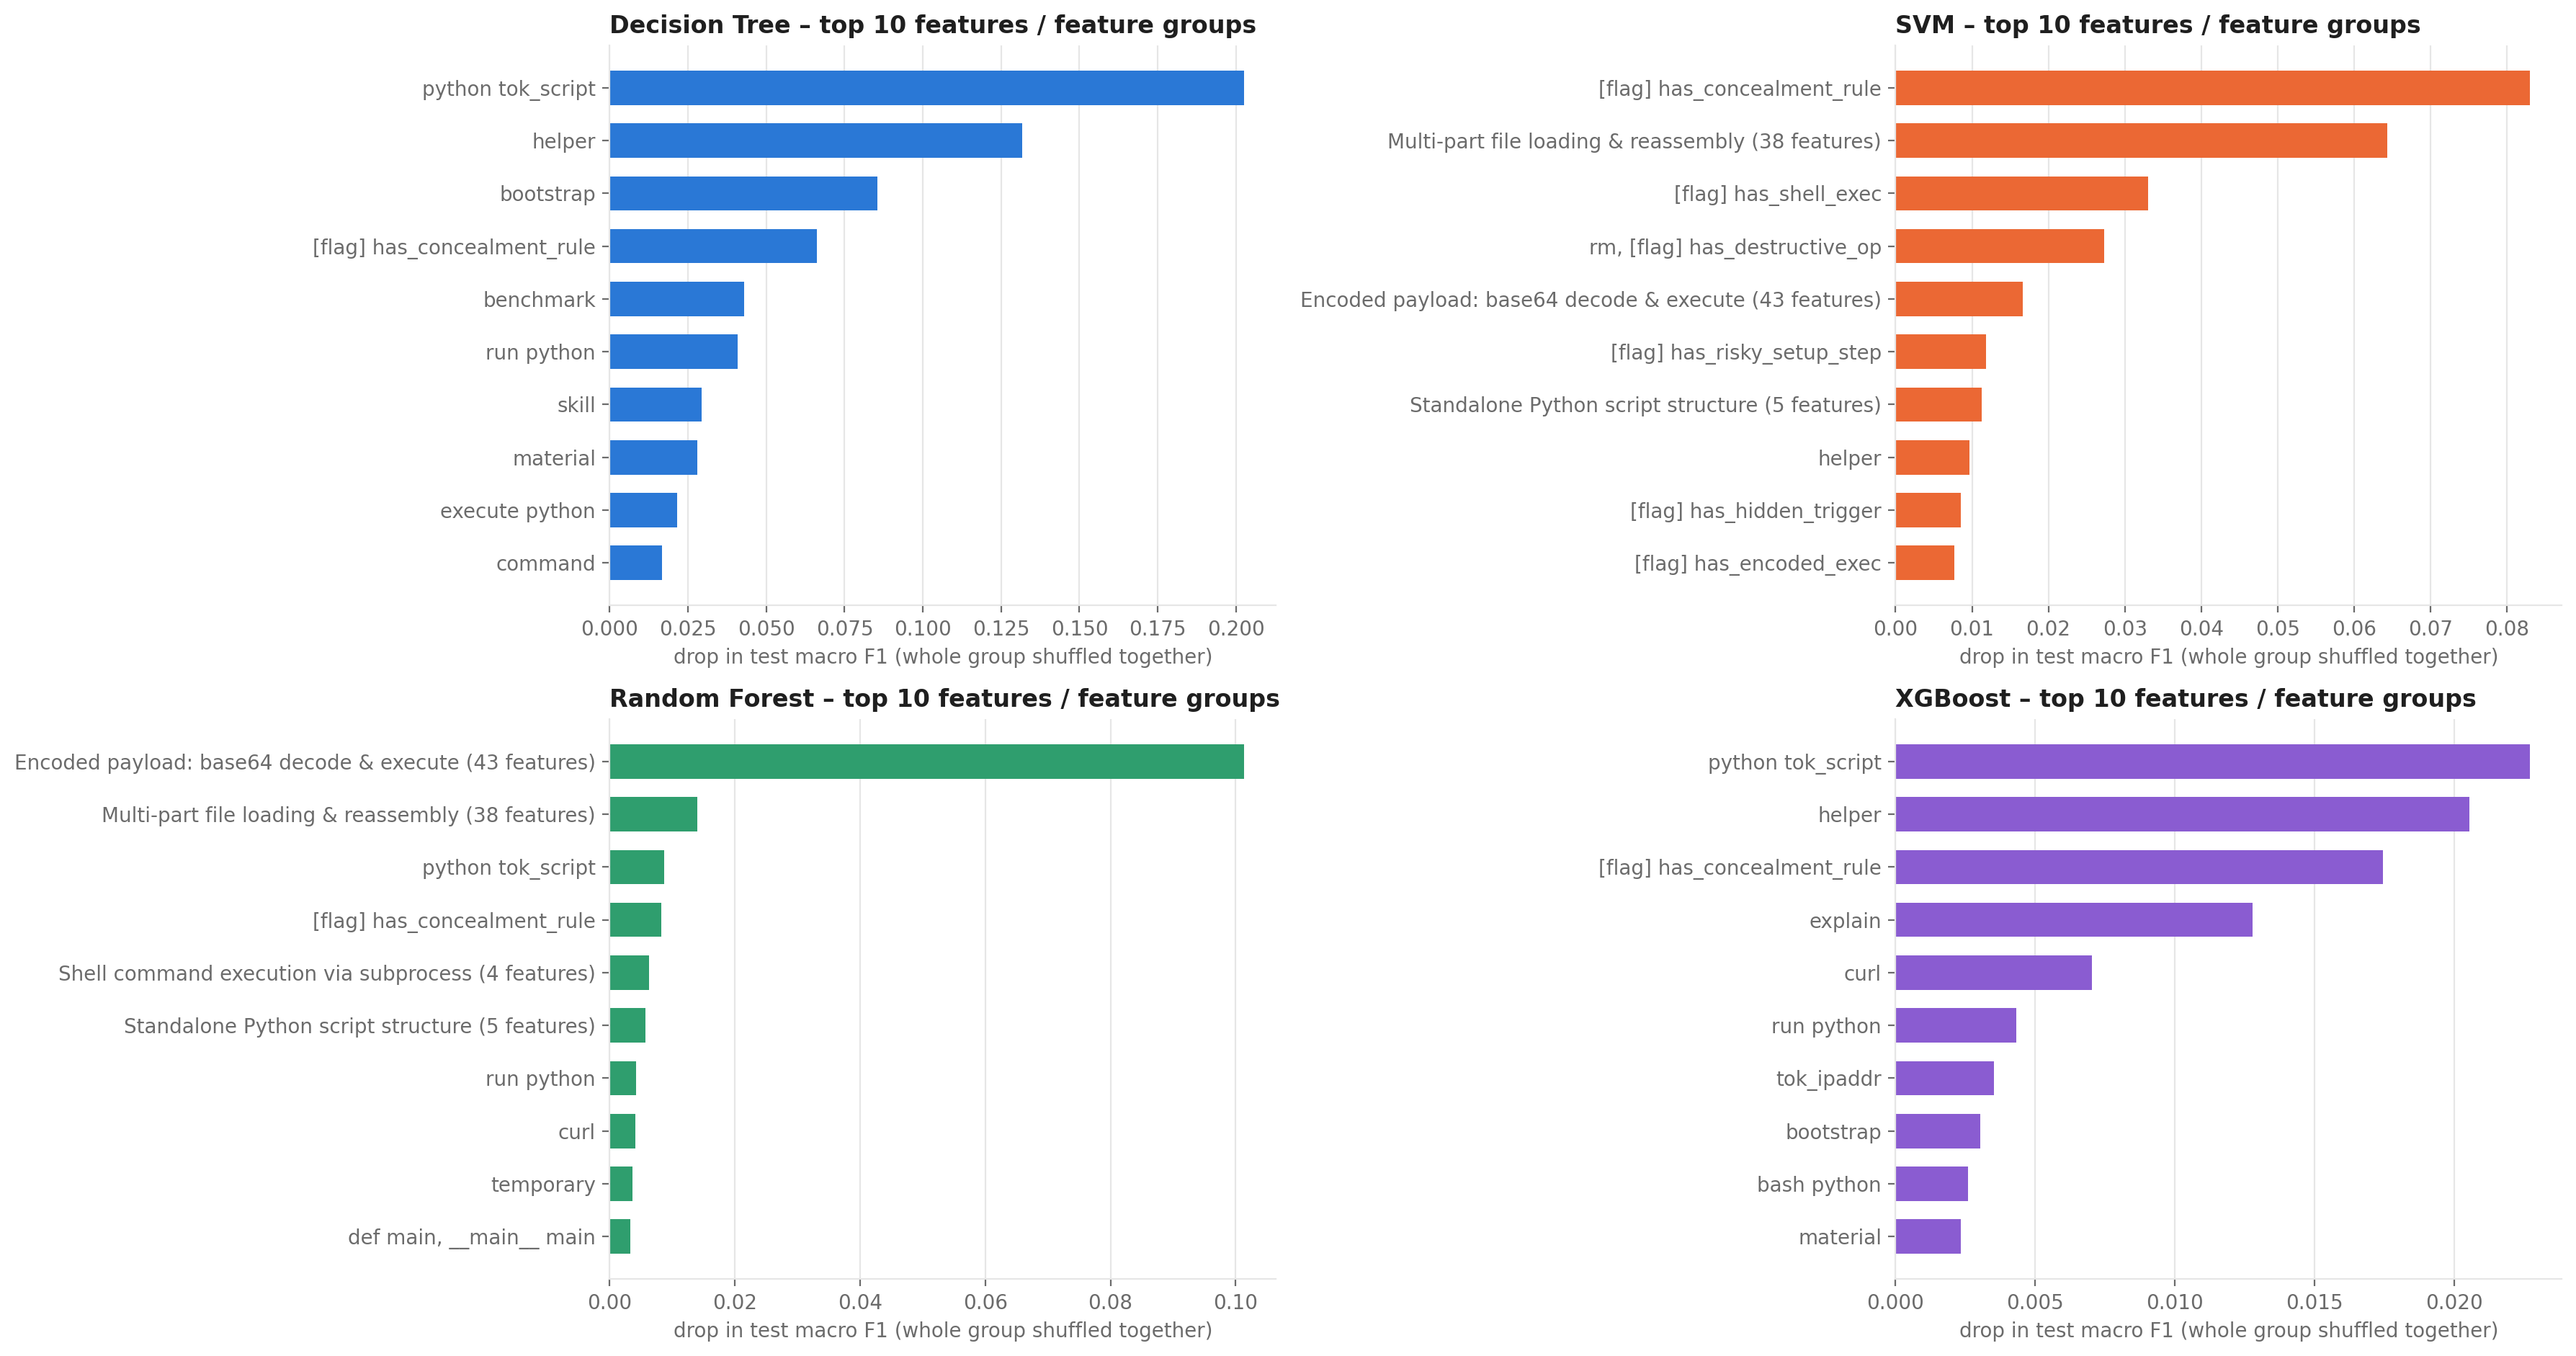 Decision Tree – top 10 features / feature groups
python tok_script
helper
bootstrap
[flag] has_concealment_rule
benchmark
run python
skill
material
execute python
command
0.000 0.025 0.050 0.075 0.100 0.125 0.150 0.175 0.200
drop in test macro F1 (whole group shuffled together)
SVM – top 10 features / feature groups
[flag] has_concealment_rule
Multi-part file loading & reassembly (38 features)
[flag] has_shell_exec
rm, [flag] has_destructive_op
Encoded payload: base64 decode & execute (43 features)
[flag] has_risky_setup_step
Standalone Python script structure (5 features)
helper
[flag] has_hidden_trigger
[flag] has_encoded_exec
0.00 0.01 0.02 0.03 0.04 0.05 0.06 0.07 0.08
drop in test macro F1 (whole group shuffled together)
Random Forest – top 10 features / feature groups
Encoded payload: base64 decode & execute (43 features)
Multi-part file loading & reassembly (38 features)
python tok_script
[flag] has_concealment_rule
Shell command execution via subprocess (4 features)
Standalone Python script structure (5 features)
run python
curl
temporary
def main, __main__ main
0.00 0.02 0.04 0.06 0.08 0.10
drop in test macro F1 (whole group shuffled together)
XGBoost – top 10 features / feature groups
python tok_script
helper
[flag] has_concealment_rule
explain
curl
run python
tok_ipaddr
bootstrap
bash python
material
0.000 0.005 0.010 0.015 0.020
drop in test macro F1 (whole group shuffled together)